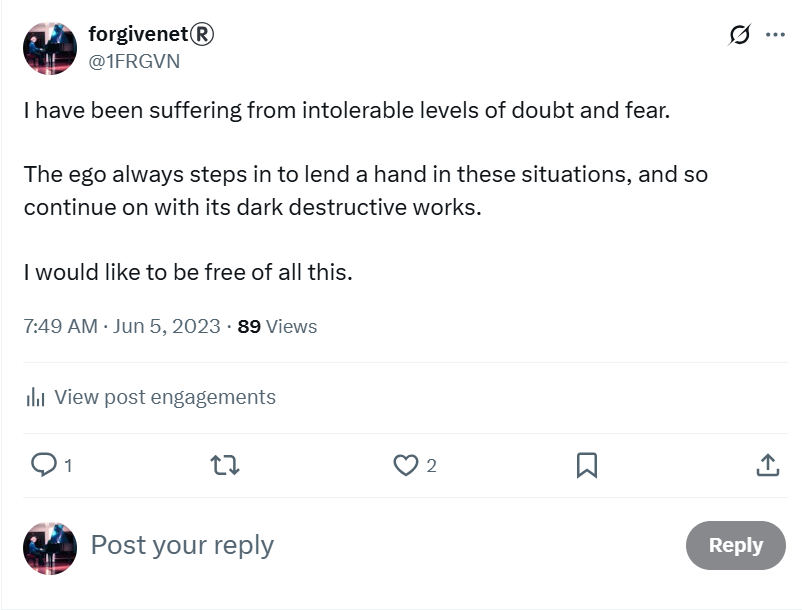 forgivenet®
@1FRGVN
I have been suffering from intolerable levels of doubt and fear.
The ego always steps in to lend a hand in these situations, and so
continue on with its dark destructive works.
I would like to be free of all this.
7:49 AM · Jun 5, 2023 · 89 Views
View post engagements
1
2
Post your reply
Reply